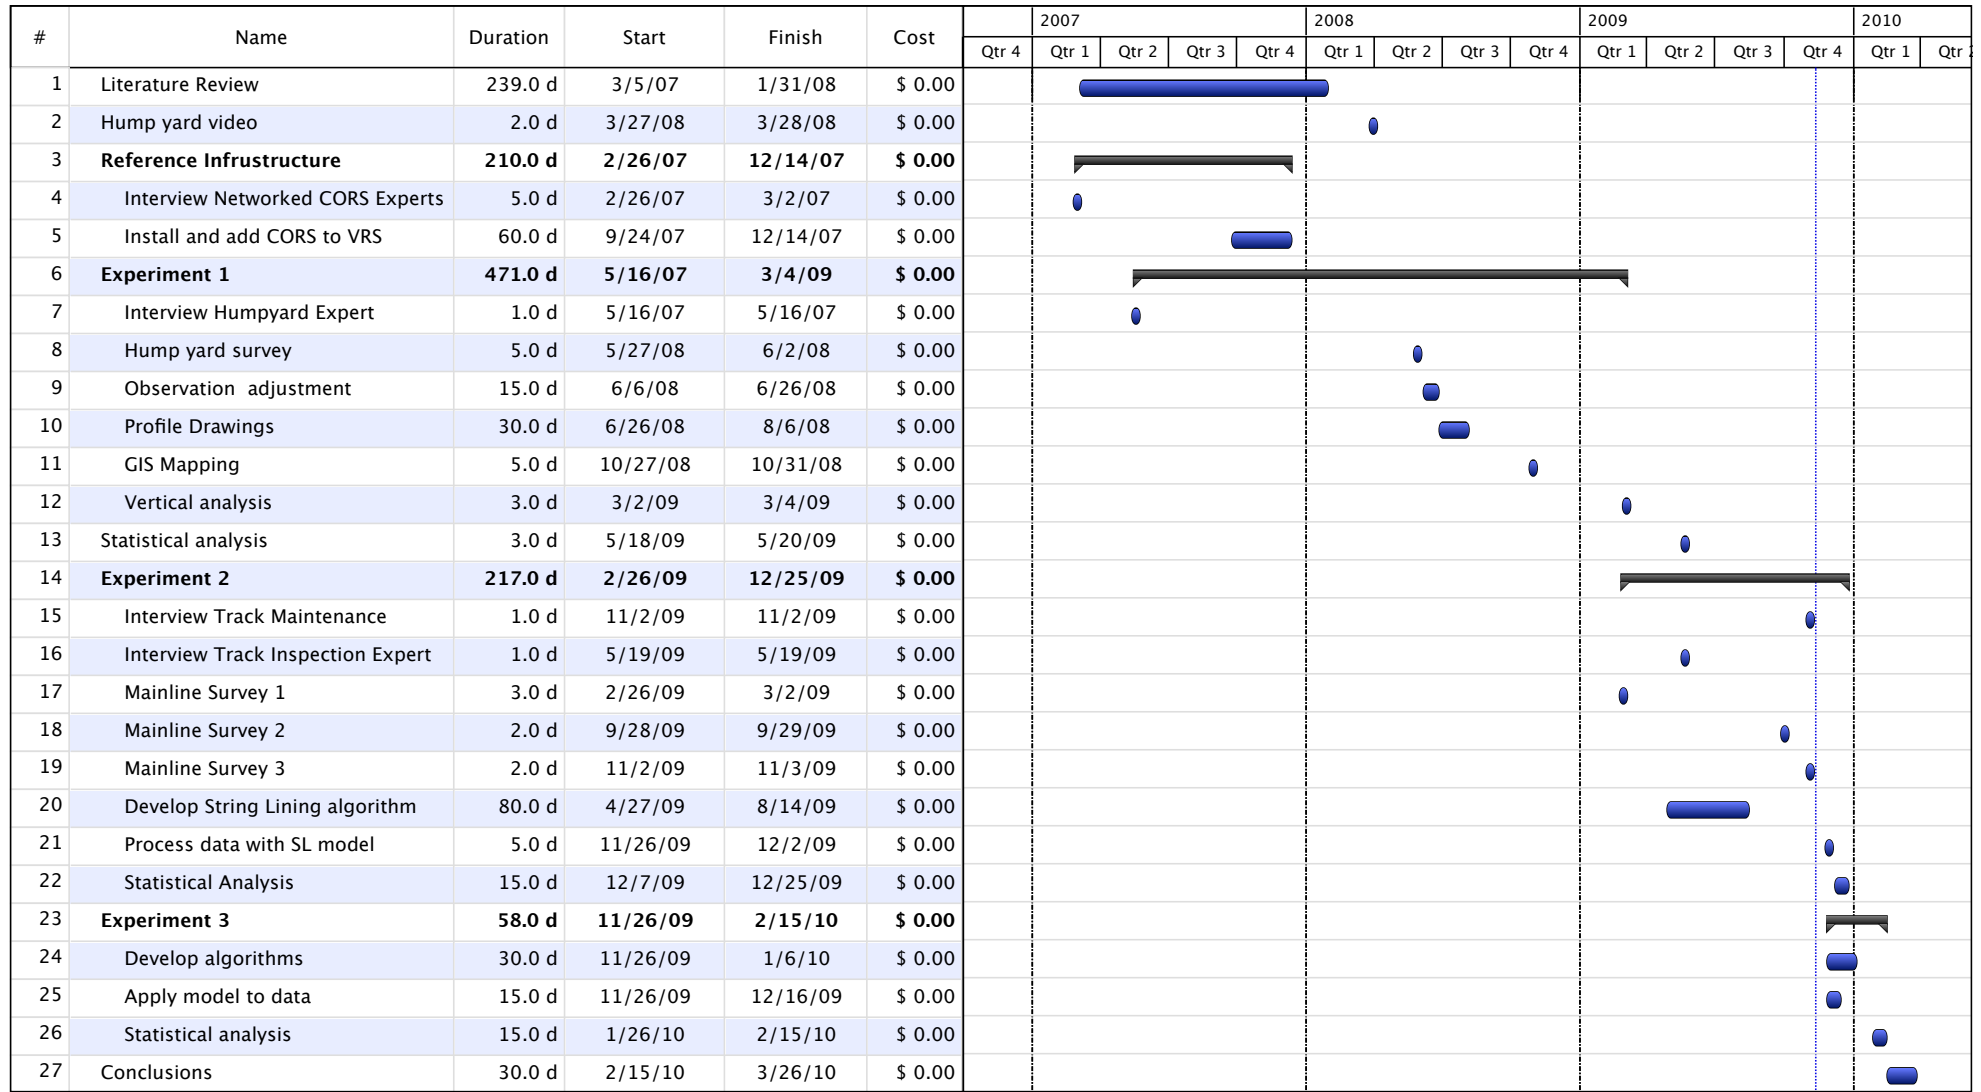 # Name Duration Start Finish Cost 2007 2008 2009 2010
Qtr 4 Qtr 1 Qtr 2 Qtr 3 Qtr 4 Qtr 1 Qtr 2 Qtr 3 Qtr 4 Qtr 1 Qtr 2 Qtr 3 Qtr 4 Qtr 1 Qtr 2
1 Literature Review 239.0 d 3/5/07 1/31/08 $ 0.00
2 Hump yard video 2.0 d 3/27/08 3/28/08 $ 0.00
3 Reference Infrustructure 210.0 d 2/26/07 12/14/07 $ 0.00
4 Interview Networked CORS Experts 5.0 d 2/26/07 3/2/07 $ 0.00
5 Install and add CORS to VRS 60.0 d 9/24/07 12/14/07 $ 0.00
6 Experiment 1 471.0 d 5/16/07 3/4/09 $ 0.00
7 Interview Humpyard Expert 1.0 d 5/16/07 5/16/07 $ 0.00
8 Hump yard survey 5.0 d 5/27/08 6/2/08 $ 0.00
9 Observation adjustment 15.0 d 6/6/08 6/26/08 $ 0.00
10 Profile Drawings 30.0 d 6/26/08 8/6/08 $ 0.00
11 GIS Mapping 5.0 d 10/27/08 10/31/08 $ 0.00
12 Vertical analysis 3.0 d 3/2/09 3/4/09 $ 0.00
13 Statistical analysis 3.0 d 5/18/09 5/20/09 $ 0.00
14 Experiment 2 217.0 d 2/26/09 12/25/09 $ 0.00
15 Interview Track Maintenance 1.0 d 11/2/09 11/2/09 $ 0.00
16 Interview Track Inspection Expert 1.0 d 5/19/09 5/19/09 $ 0.00
17 Mainline Survey 1 3.0 d 2/26/09 3/2/09 $ 0.00
18 Mainline Survey 2 2.0 d 9/28/09 9/29/09 $ 0.00
19 Mainline Survey 3 2.0 d 11/2/09 11/3/09 $ 0.00
20 Develop String Lining algorithm 80.0 d 4/27/09 8/14/09 $ 0.00
21 Process data with SL model 5.0 d 11/26/09 12/2/09 $ 0.00
22 Statistical Analysis 15.0 d 12/7/09 12/25/09 $ 0.00
23 Experiment 3 58.0 d 11/26/09 2/15/10 $ 0.00
24 Develop algorithms 30.0 d 11/26/09 1/6/10 $ 0.00
25 Apply model to data 15.0 d 11/26/09 12/16/09 $ 0.00
26 Statistical analysis 15.0 d 1/26/10 2/15/10 $ 0.00
27 Conclusions 30.0 d 2/15/10 3/26/10 $ 0.00